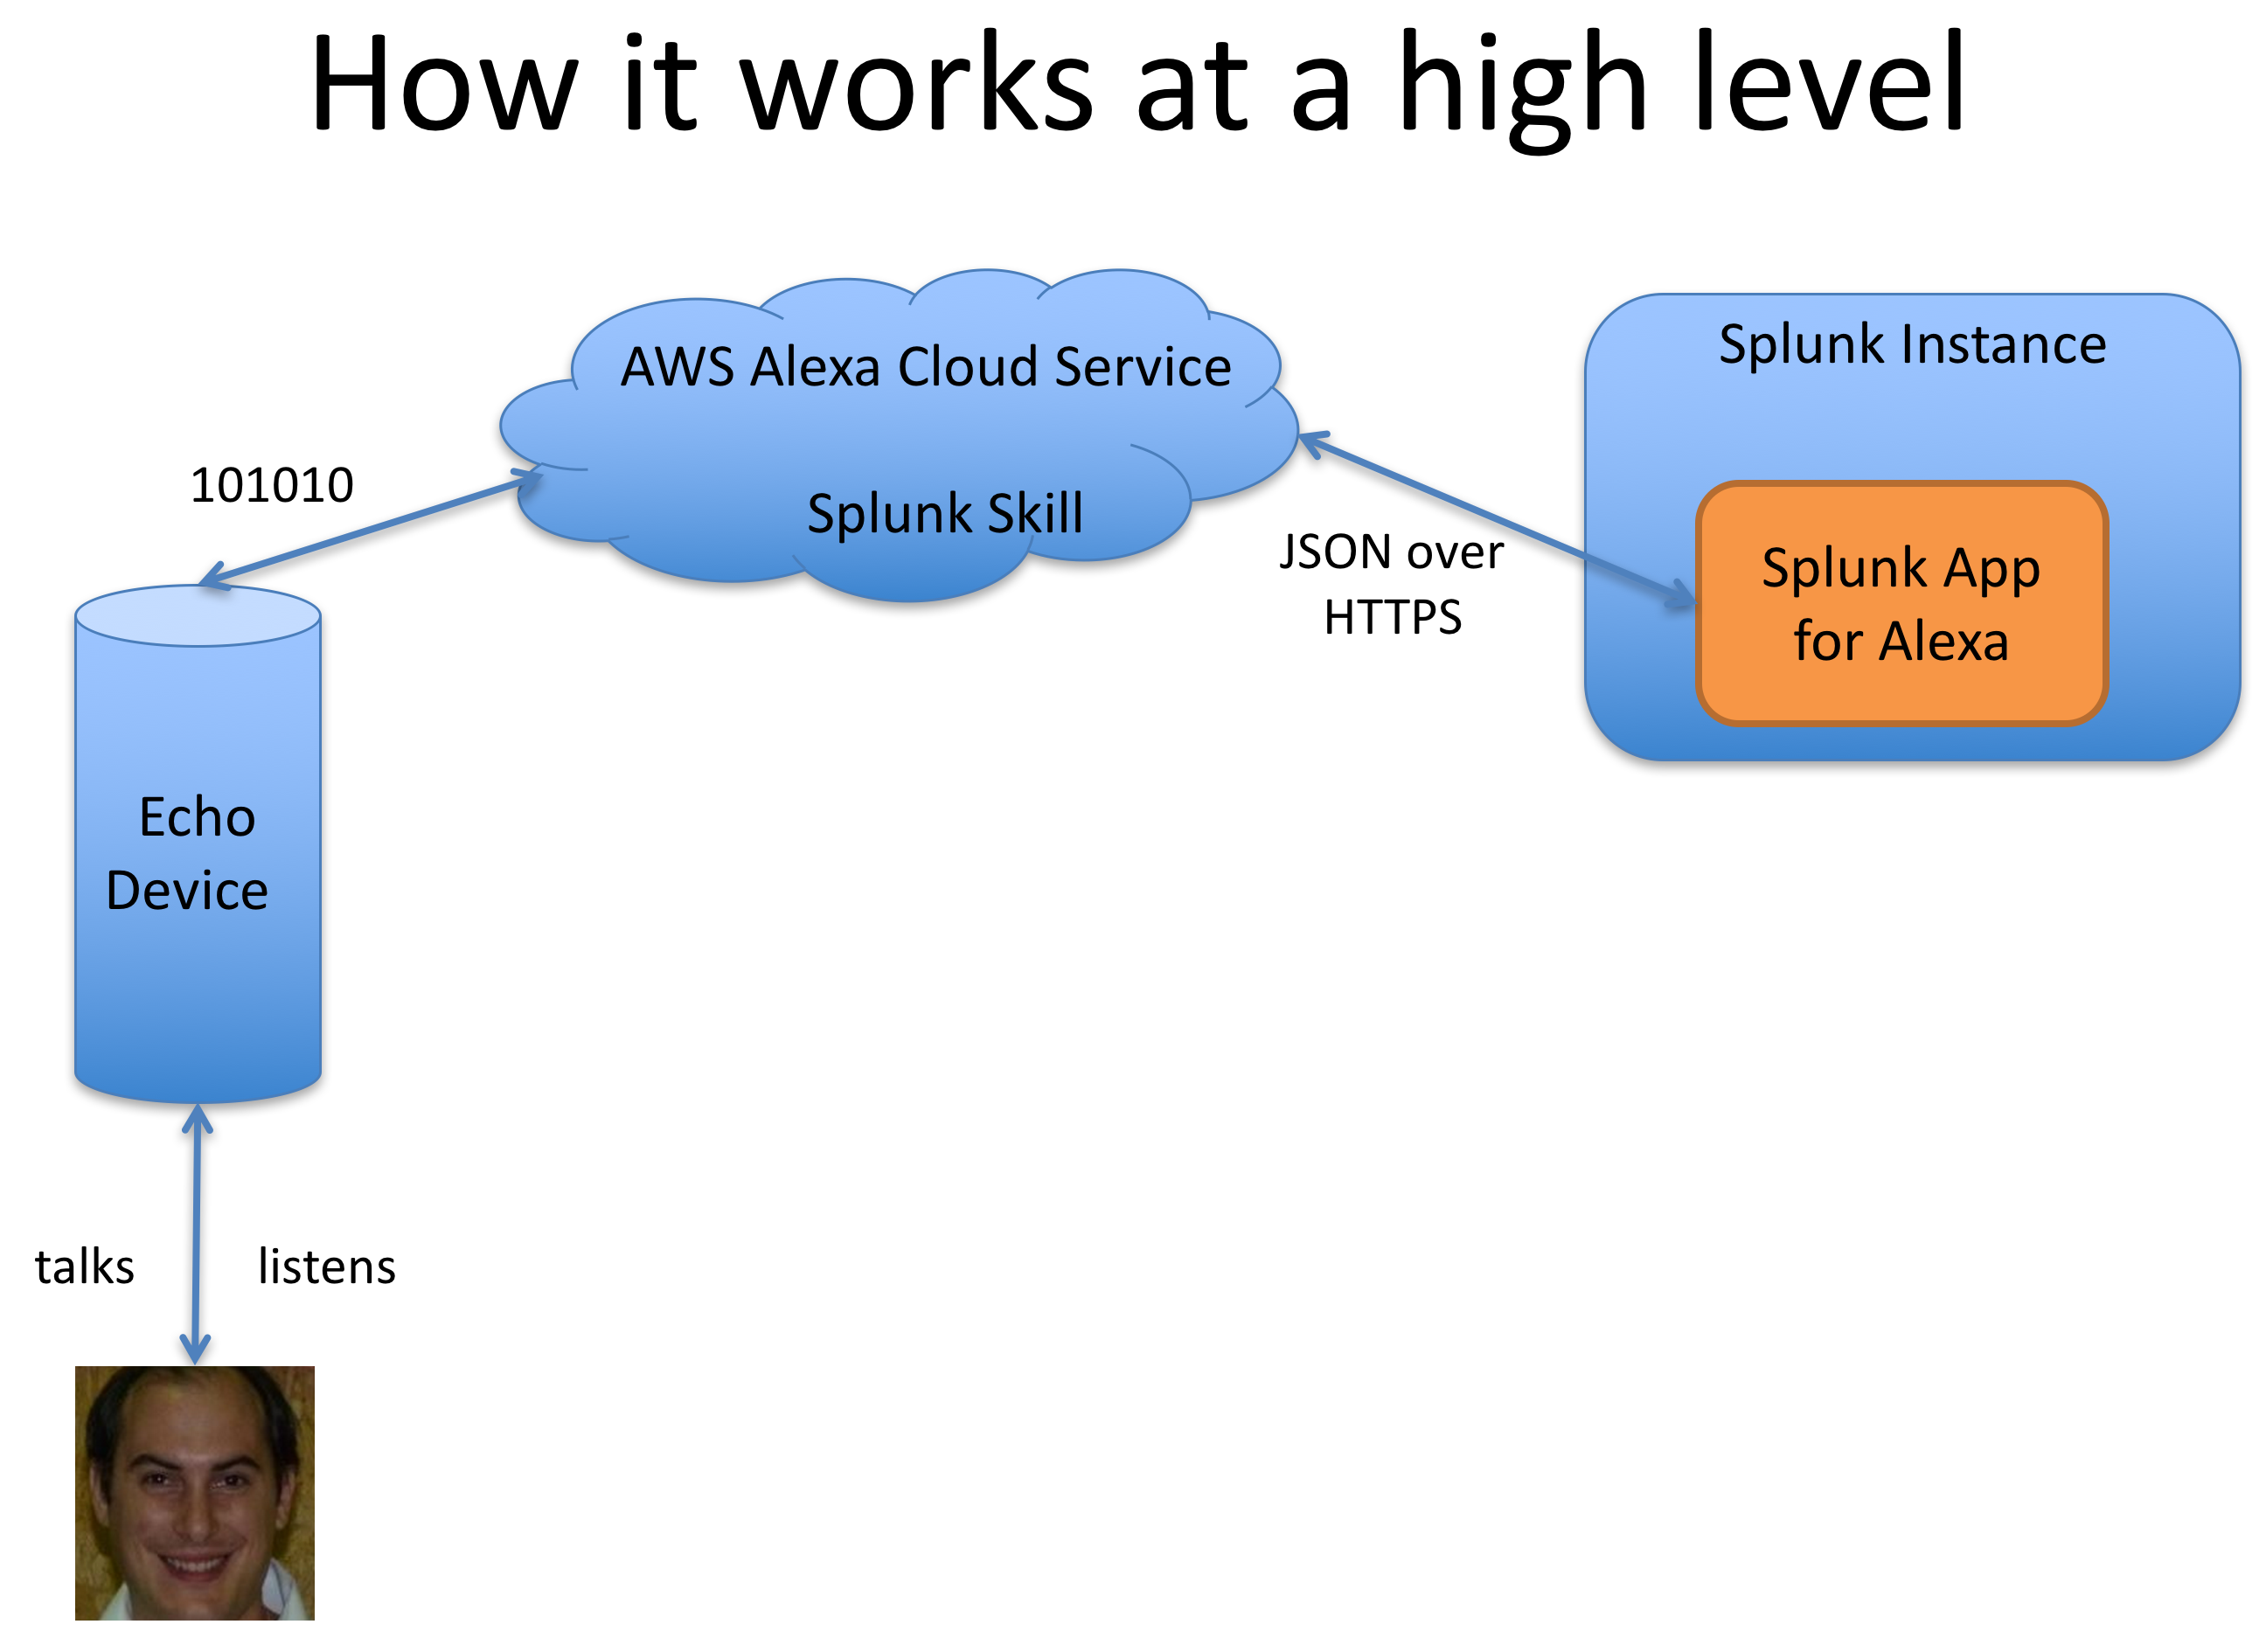 How it works at a high level
AWS Alexa Cloud Service
Splunk Skill
Splunk Instance
Splunk App
for Alexa
101010
JSON over
HTTPS
Echo
Device
talks
listens